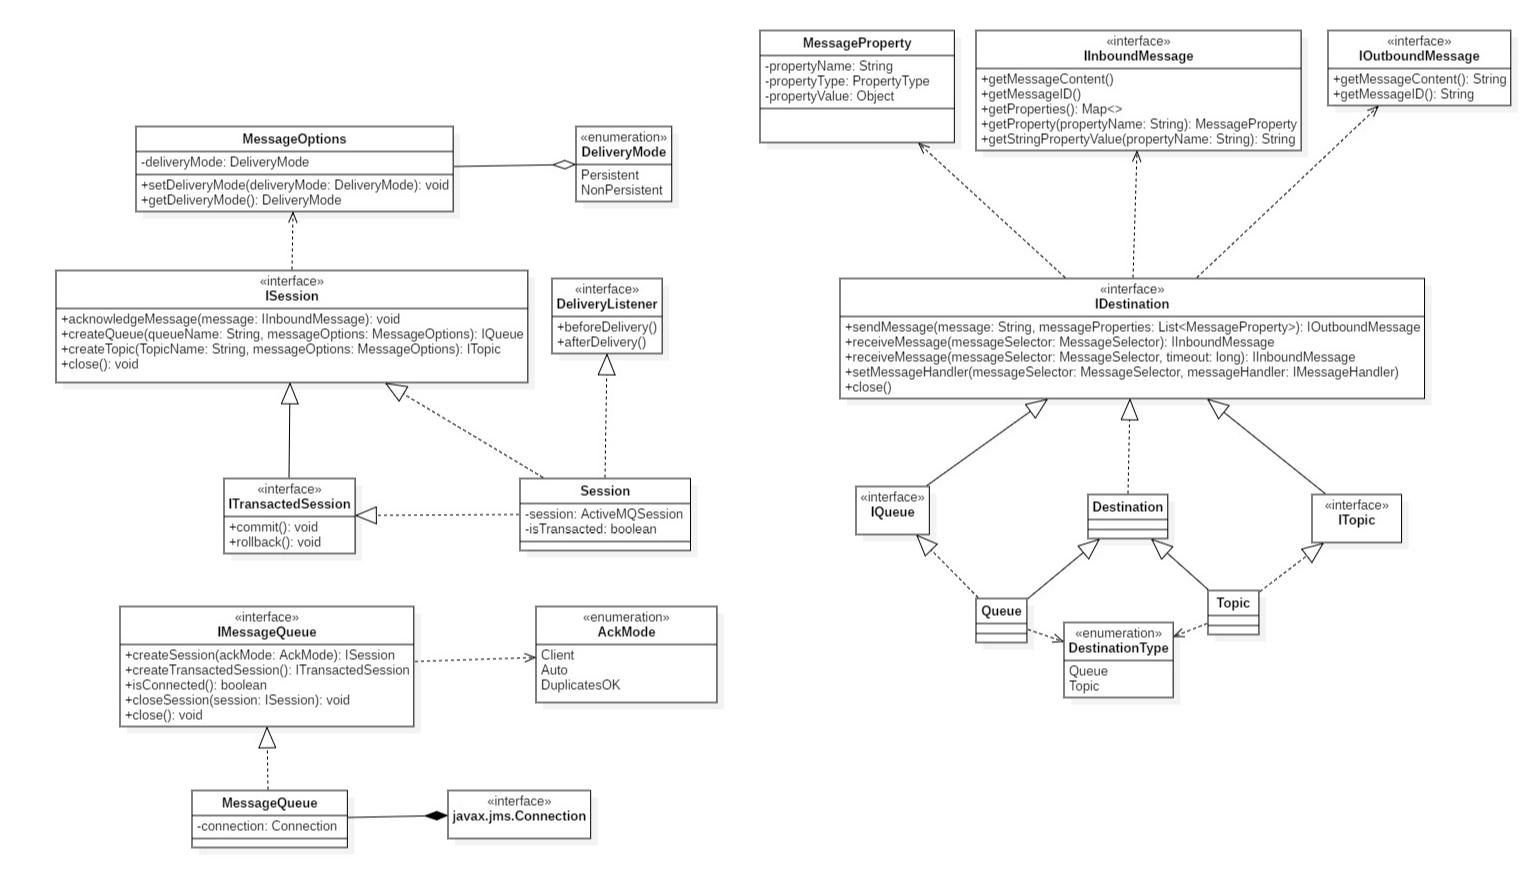 MessageProperty
-propertyName: String
-propertyType: PropertyType
-propertyValue: Object
«interface»
IInboundMessage
+getMessageContent()
+getMessageID()
+getProperties(): Map<>
+getProperty(propertyName: String): MessageProperty
+getStringPropertyValue(propertyName: String): String
«interface»
IOutboundMessage
+getMessageContent(): String
+getMessageID(): String
MessageOptions
-deliveryMode: DeliveryMode
+setDeliveryMode(deliveryMode: DeliveryMode): void
+getDeliveryMode(): DeliveryMode
«enumeration»
DeliveryMode
Persistent
NonPersistent
«interface»
ISession
+acknowledgeMessage(message: IInboundMessage): void
+createQueue(queueName: String, messageOptions: MessageOptions): IQueue
+createTopic(TopicName: String, messageOptions: MessageOptions): ITopic
+close(): void
«interface»
DeliveryListener
+beforeDelivery()
+afterDelivery()
«interface»
IDestination
+sendMessage(message: String, messageProperties: List<MessageProperty>): IOutboundMessage
+receiveMessage(messageSelector: MessageSelector): IInboundMessage
+receiveMessage(messageSelector: MessageSelector, timeout: long): IInboundMessage
+setMessageHandler(messageSelector: MessageSelector, messageHandler: IMessageHandler)
+close()
«interface»
ITransactedSession
+commit(): void
+rollback(): void
Session
-session: ActiveMQSession
-isTransacted: boolean
«interface»
IQueue
Destination
«interface»
ITopic
Queue
Topic
«enumeration»
DestinationType
Queue
Topic
«interface»
IMessageQueue
+createSession(ackMode: AckMode): ISession
+createTransactedSession(): ITransactedSession
+isConnected(): boolean
+closeSession(session: ISession): void
+close(): void
«enumeration»
AckMode
Client
Auto
DuplicatesOK
MessageQueue
-connection: Connection
«interface»
javax.jms.Connection